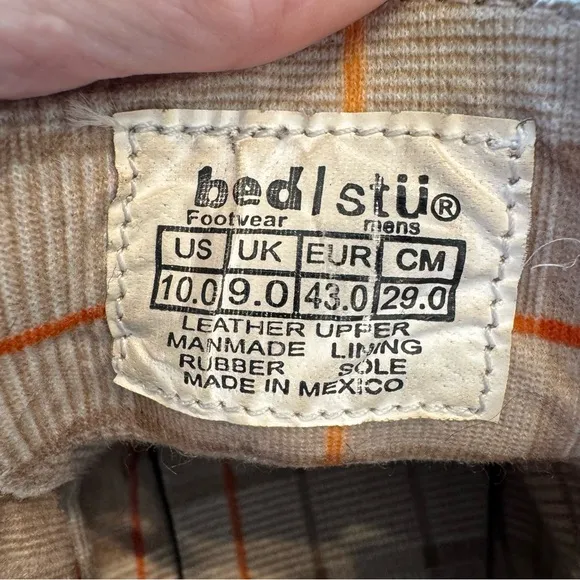 bed|stü®
Footwear mens
US UK EUR CM
10.0 9.0 43.0 29.0
LEATHER UPPER
MANMADE LINING
RUBBER SOLE
MADE IN MEXICO